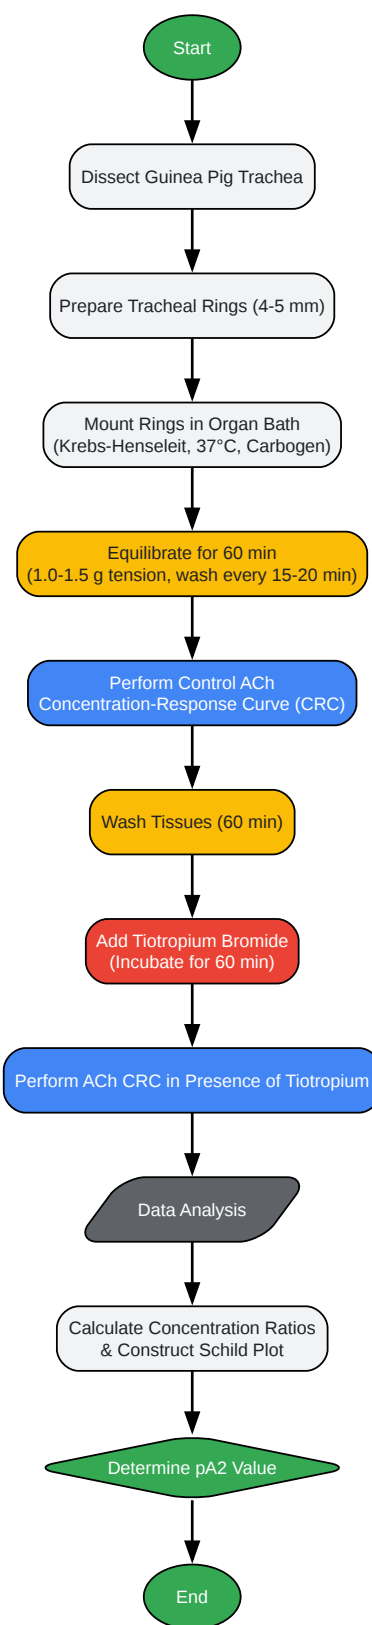 Start
Dissect Guinea Pig Trachea
Prepare Tracheal Rings (4-5 mm)
Mount Rings in Organ Bath
(Krebs-Henseleit, 37°C, Carbogen)
Equilibrate for 60 min
(1.0-1.5 g tension, wash every 15-20 min)
Perform Control ACh
Concentration-Response Curve (CRC)
Wash Tissues (60 min)
Add Tiotropium Bromide
(Incubate for 60 min)
Perform ACh CRC in Presence of Tiotropium
Data Analysis
Calculate Concentration Ratios
& Construct Schild Plot
Determine pA2 Value
End